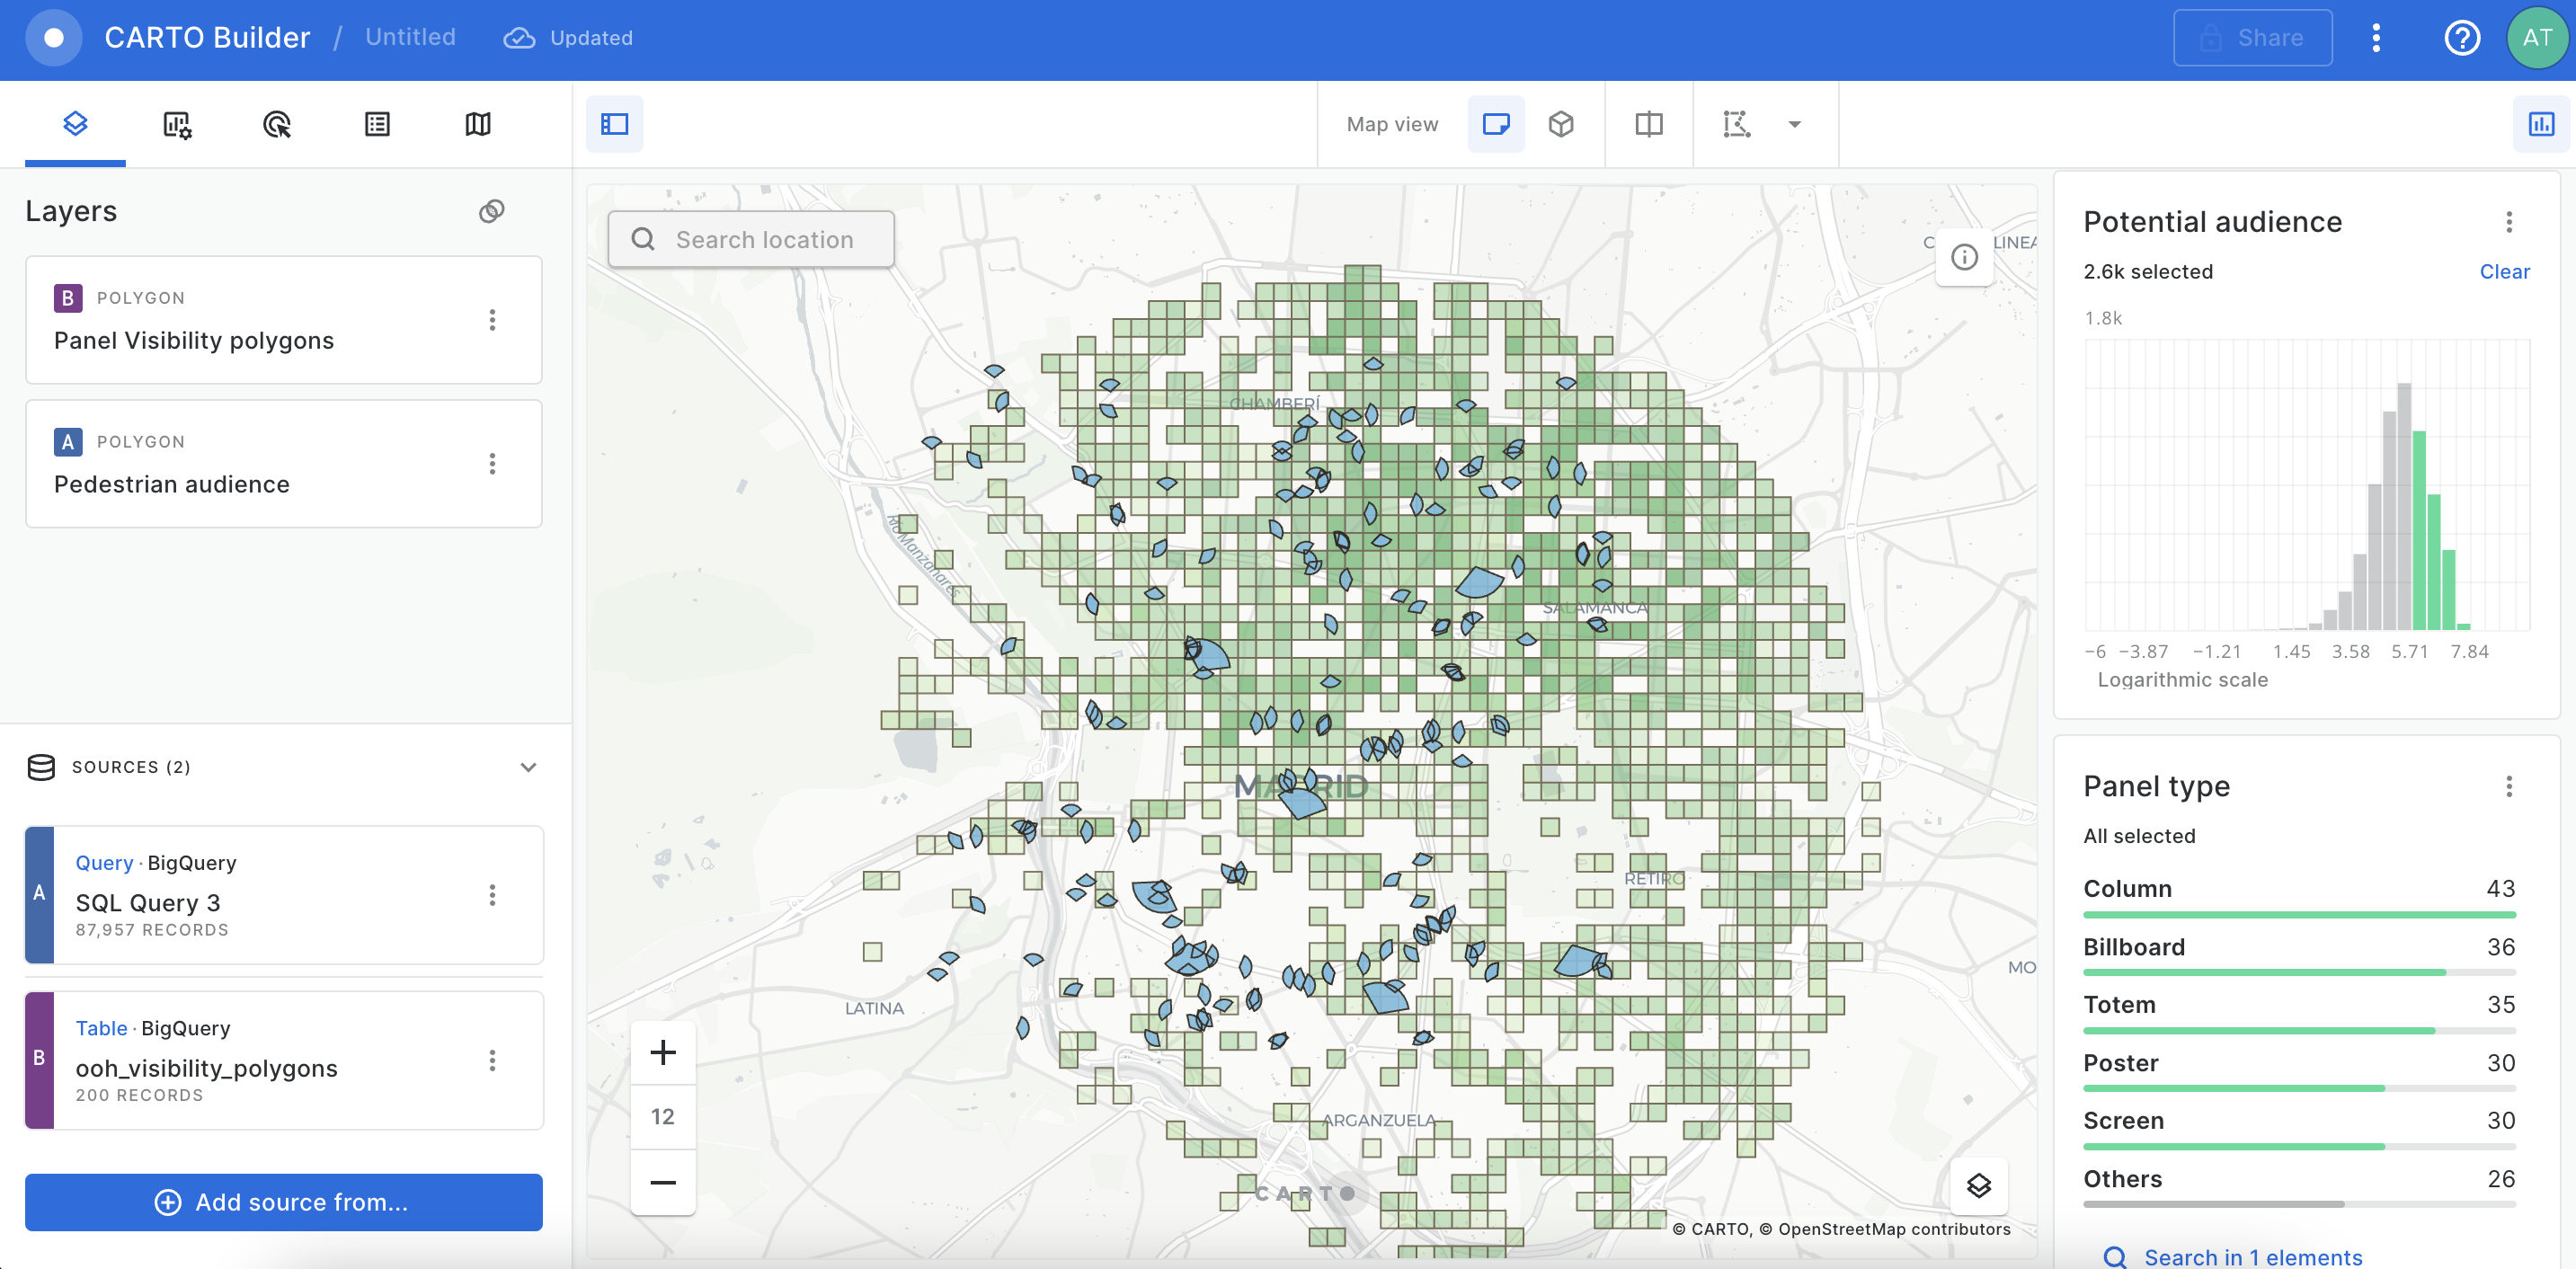 CARTO Builder / Untitled Updated
Share
AT
Map view
Layers
B POLYGON
Panel Visibility polygons
A POLYGON
Pedestrian audience
SOURCES (2)
A
Query · BigQuery
SQL Query 3
87,957 RECORDS
B
Table · BigQuery
ooh_visibility_polygons
200 RECORDS
Add source from...
Search location
LINEA
CHAMBERÍ
Río Manzanares
SALAMANCA
MADRID
RETIRO
MO
LATINA
ARGANZUELA
12
CARTO
© CARTO, © OpenStreetMap contributors
Potential audience
2.6k selected
Clear
1.8k
−6 −3.87 −1.21 1.45 3.58 5.71 7.84
Logarithmic scale
Panel type
All selected
Column 43
Billboard 36
Totem 35
Poster 30
Screen 30
Others 26
Search in 1 elements